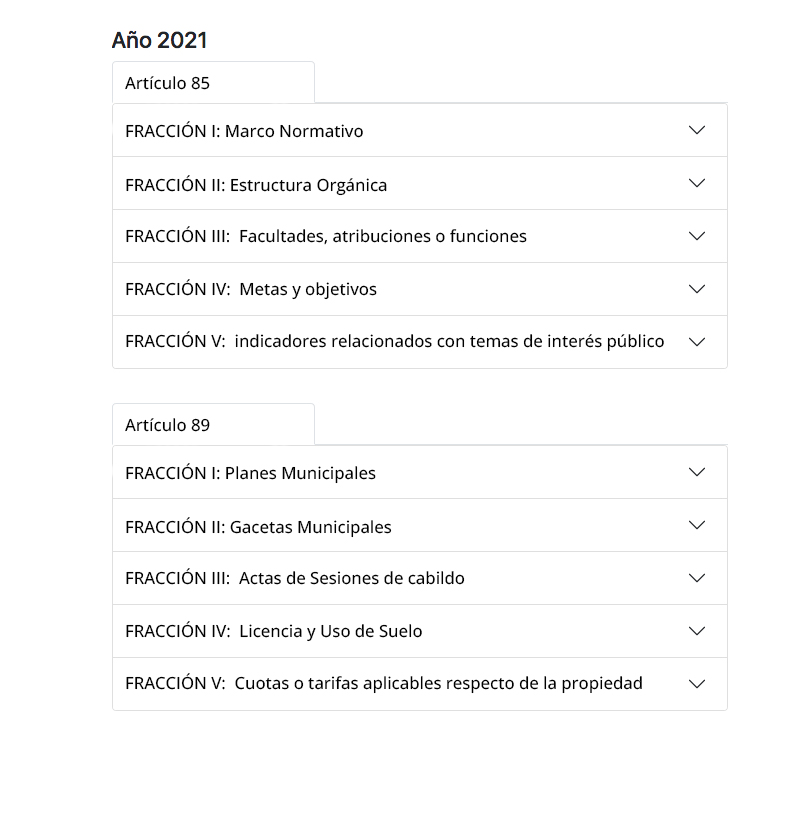 Año 2021
Artículo 85
FRACCIÓN I: Marco Normativo
FRACCIÓN II: Estructura Orgánica
FRACCIÓN III:  Facultades, atribuciones o funciones
FRACCIÓN IV:  Metas y objetivos
FRACCIÓN V:  indicadores relacionados con temas de interés público
Artículo 89
FRACCIÓN I: Planes Municipales
FRACCIÓN II: Gacetas Municipales
FRACCIÓN III:  Actas de Sesiones de cabildo
FRACCIÓN IV:  Licencia y Uso de Suelo
FRACCIÓN V:  Cuotas o tarifas aplicables respecto de la propiedad